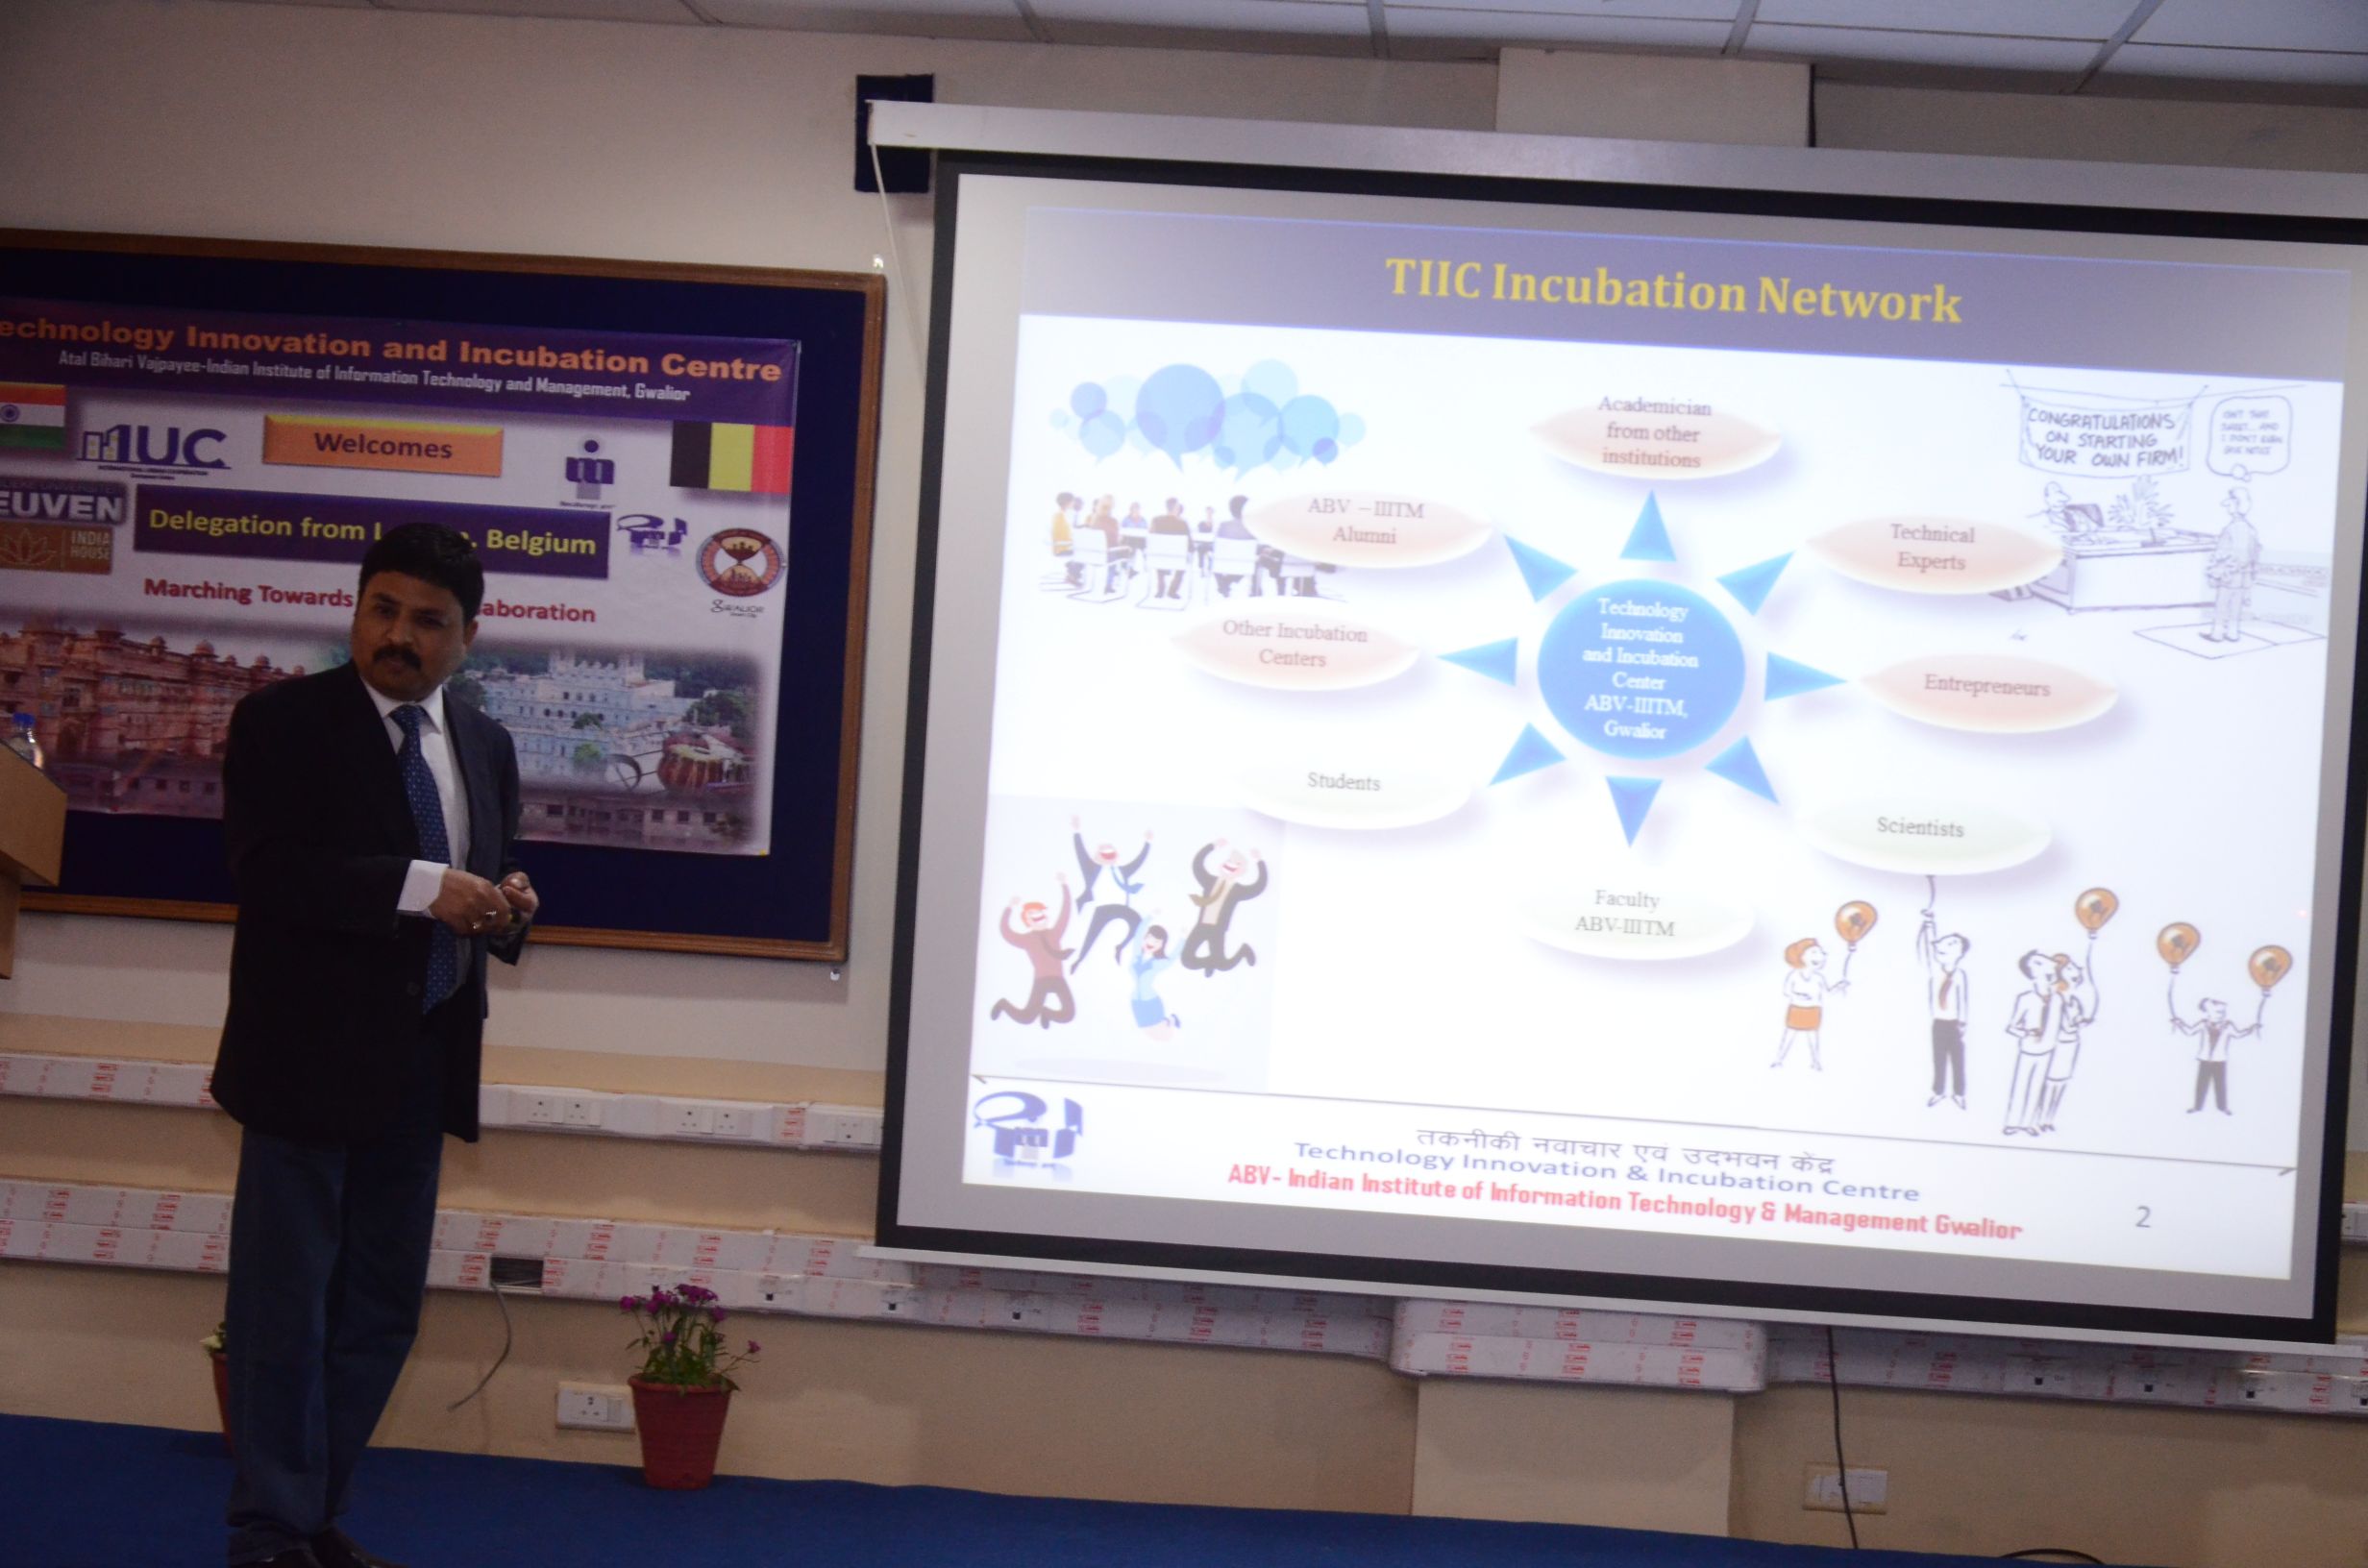 echnology Innovation and Incubation Centre
Atal Bihari Vajpayee-Indian Institute of Information Technology and Management, Gwalior
IUC
Welcomes
EUVEN
INDIA
HOUSE
Delegation from L Belgium
Marching Towards aboration
GWALIOR
TIIC Incubation Network
CONGRATULATIONS
ON STARTING
YOUR OWN FIRM!
Academician
from other
institutions
ABV – IIITM
Alumni
Technical
Experts
Other Incubation
Centers
Technology
Innovation
and Incubation
Center
ABV-IIITM,
Gwalior
Entrepreneurs
Students
Scientists
Faculty
ABV-IIITM
तकनीकी नवाचार एवं उदभवन केंद्र
Technology Innovation & Incubation Centre
ABV- Indian Institute of Information Technology & Management Gwalior
2